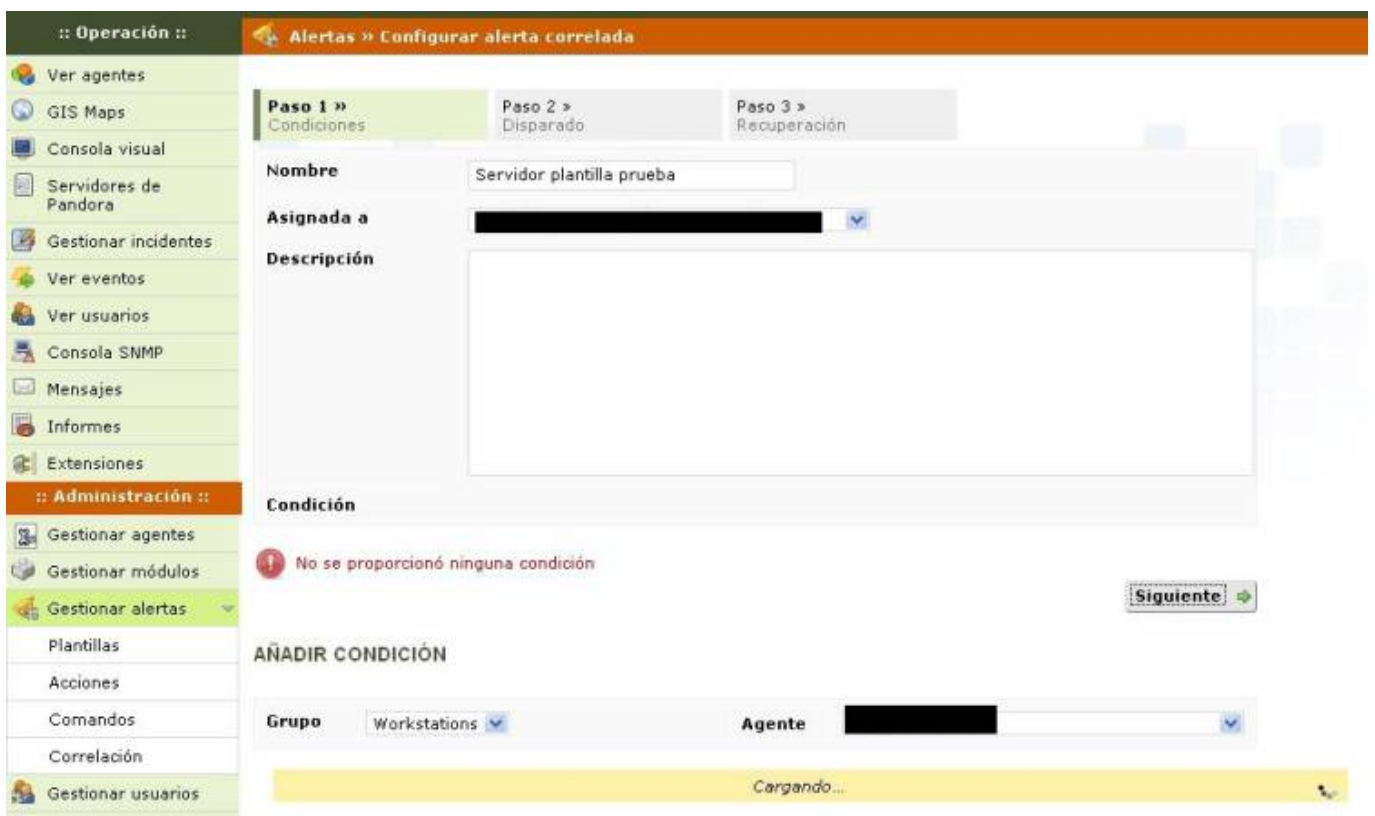 :: Operación ::
Ver agentes
GIS Maps
Consola visual
Servidores de
Pandora
Gestionar incidentes
Ver eventos
Ver usuarios
Consola SNMP
Mensajes
Informes
Extensiones
:: Administración ::
Gestionar agentes
Gestionar módulos
Gestionar alertas
Plantillas
Acciones
Comandos
Correlación
Gestionar usuarios
Alertas » Configurar alerta correlada
Paso 1 »
Condiciones
Paso 2 »
Disparado
Paso 3 »
Recuperación
Nombre
Servidor plantilla prueba
Asignada a
Descripción
Condición
No se proporcionó ninguna condición
Siguiente
AÑADIR CONDICIÓN
Grupo
Workstations
Agente
Cargando...